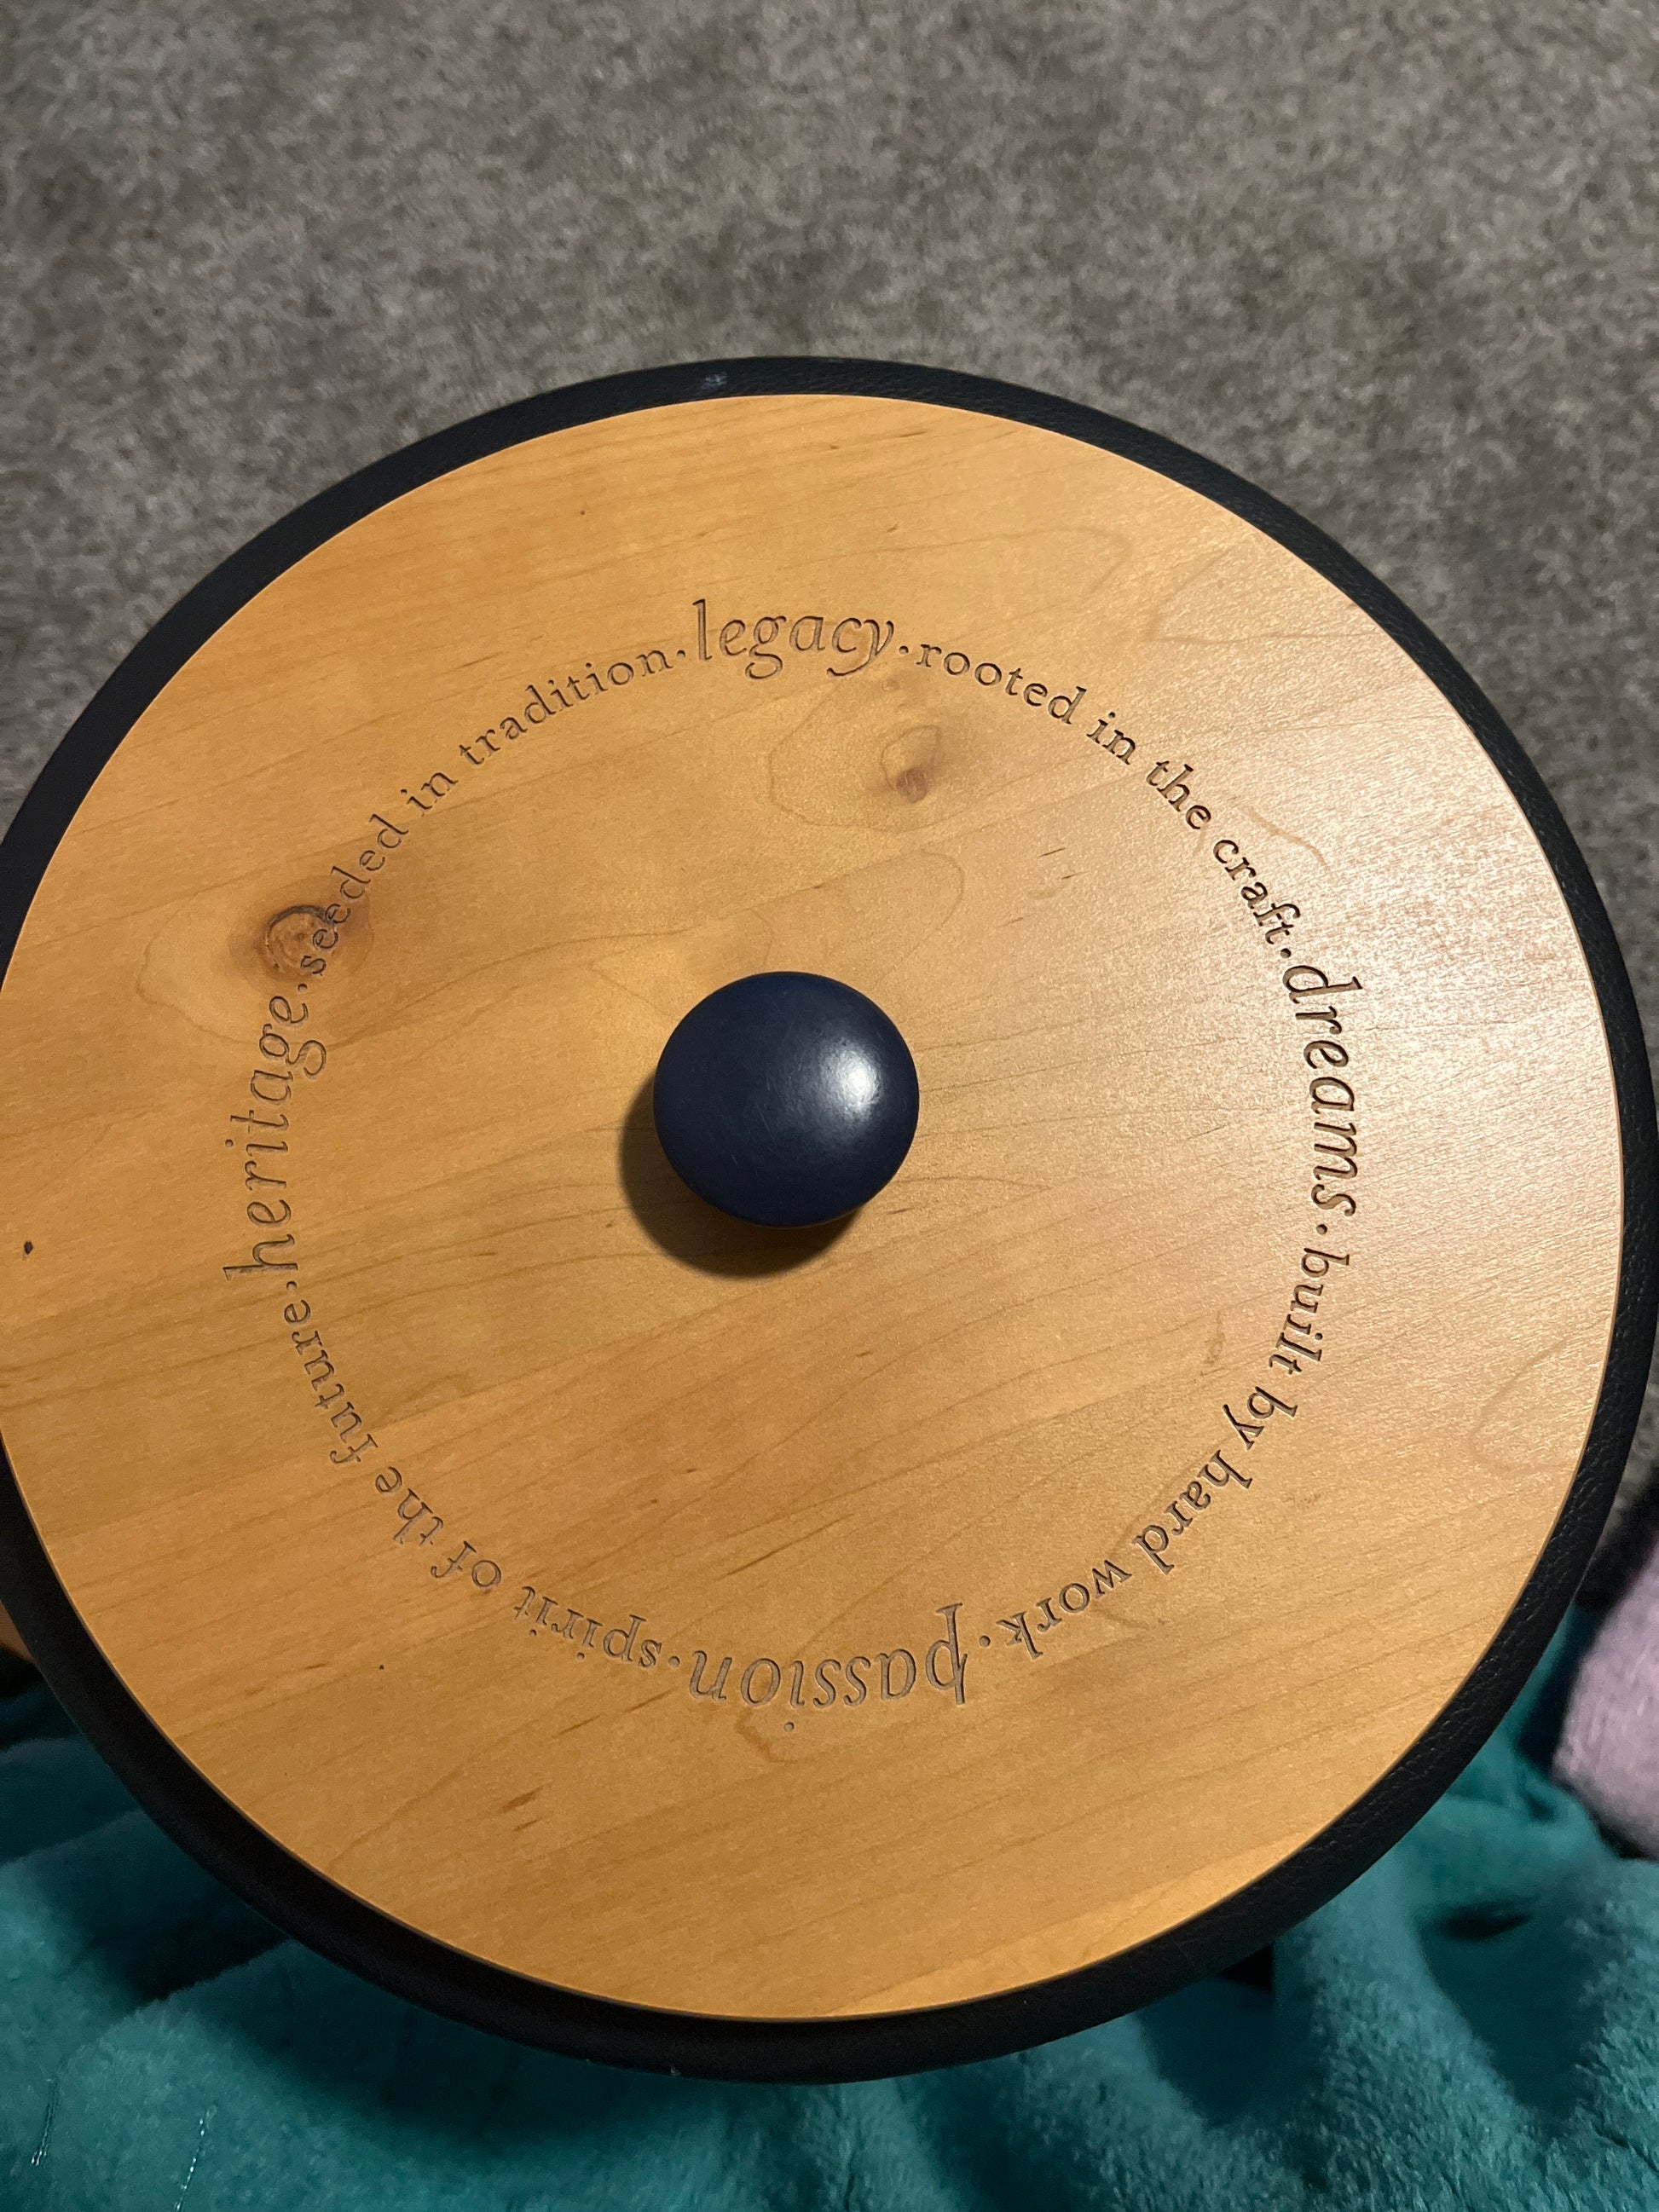 legacy·rooted in the craft·dreams·built by hard work·passion·spirit of the future·heritage·seeded in tradition·